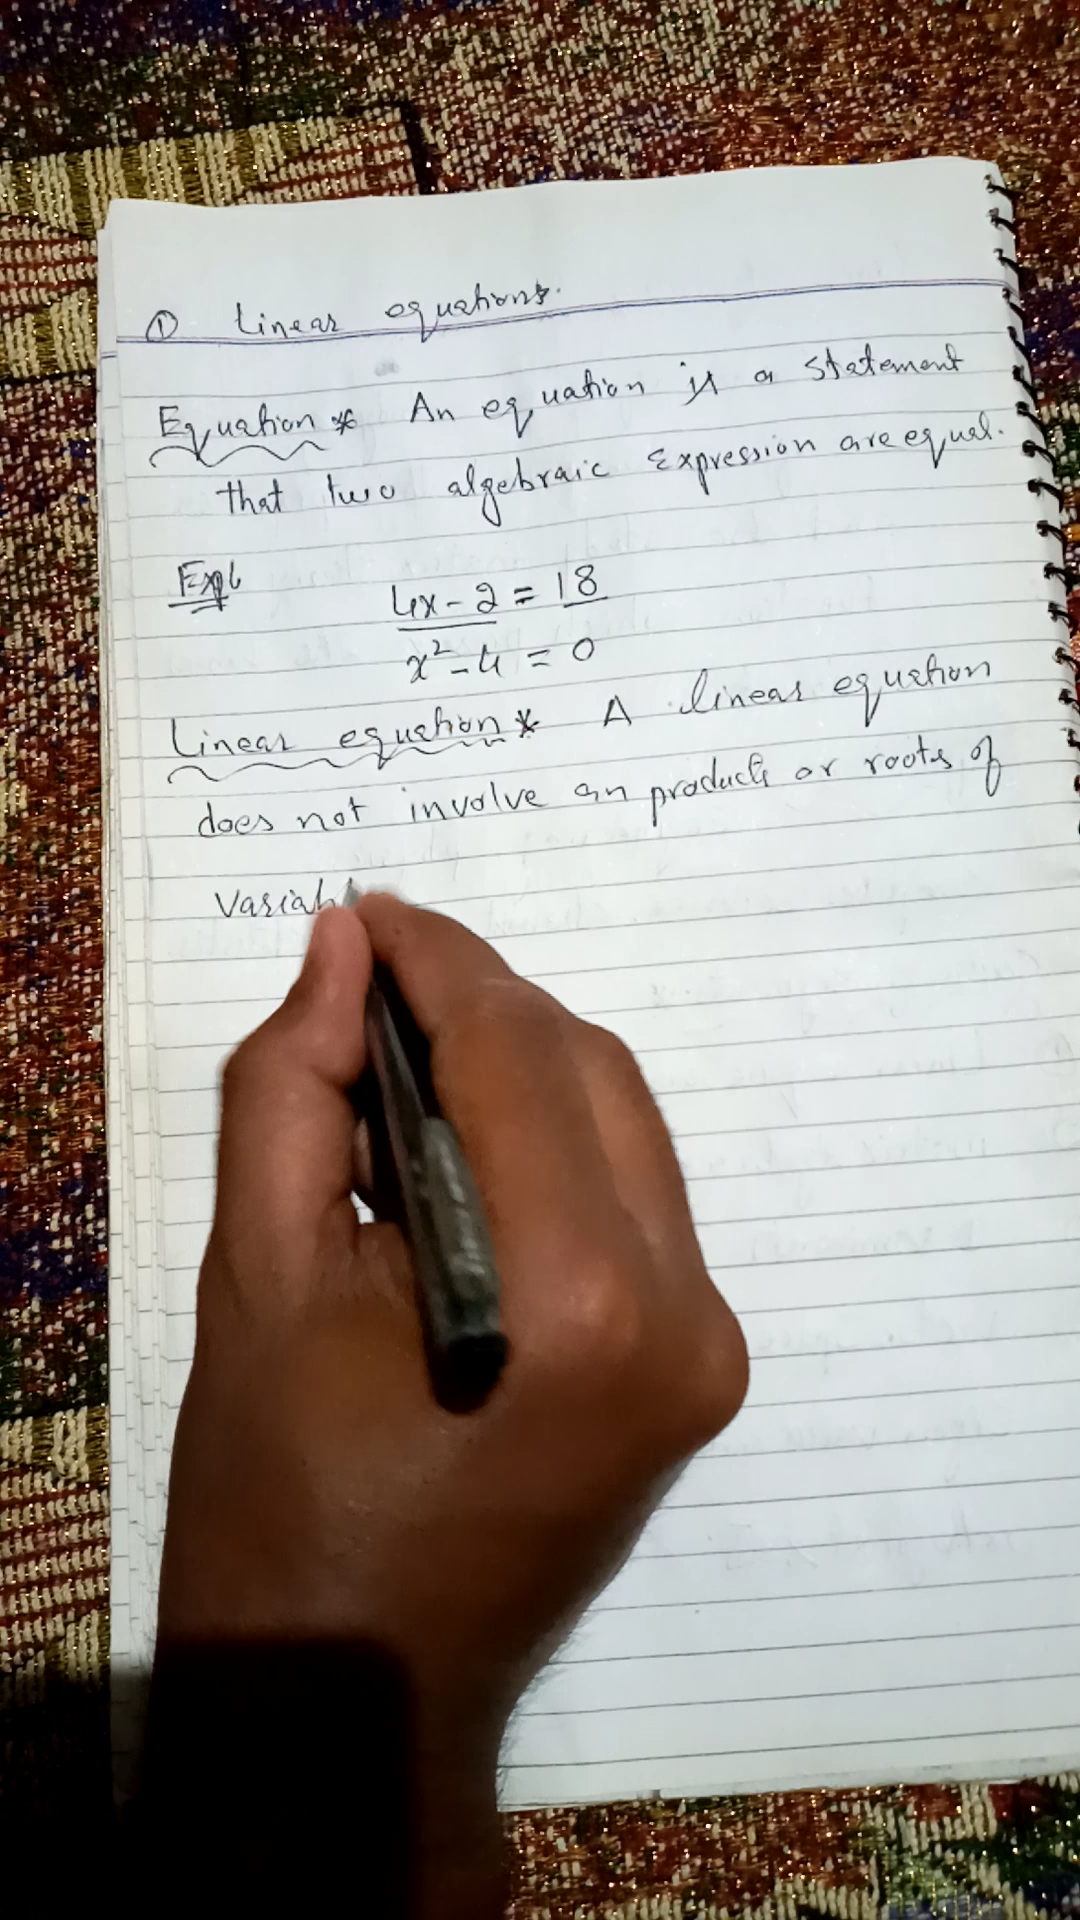 ① Linear equations.
Equation * An equation is a statement
that two algebraic Expression are equal.
Expl
4x - 2 = 18
x² - 4 = 0
Linear equation * A linear equation
does not involve an products or roots of
Variab